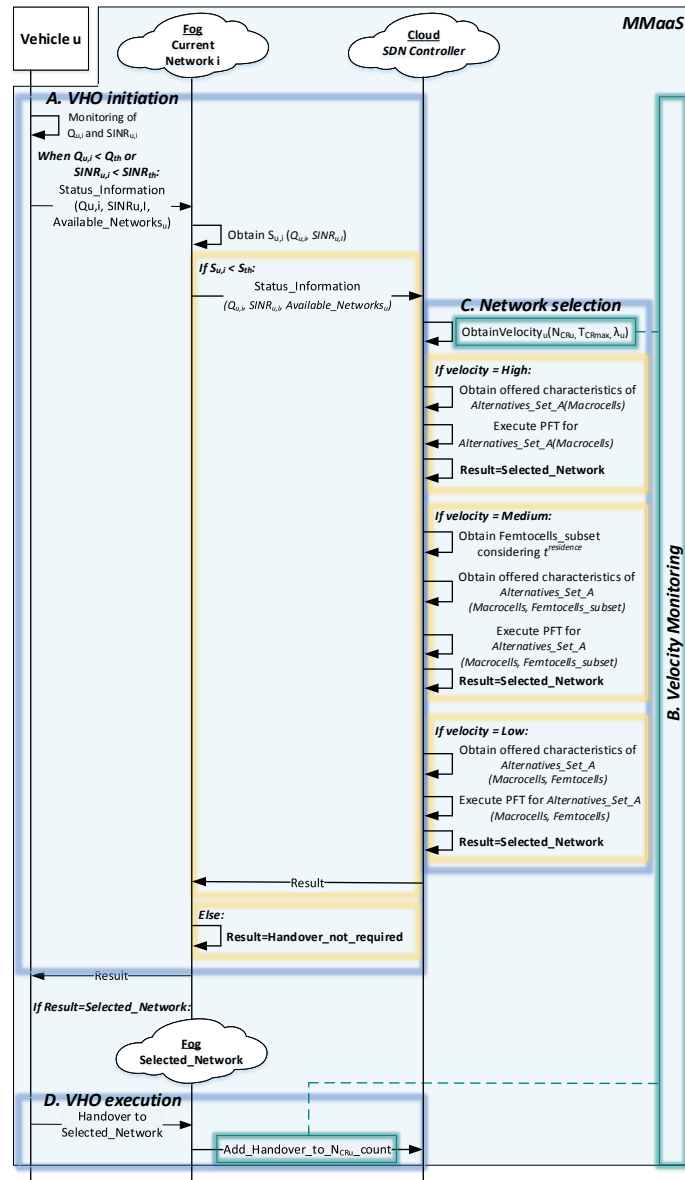 MMaaS
Vehicle u
Fog
Current
Network i
Cloud
SDN Controller
A. VHO initiation
Monitoring of
Qu,i and SINRu,i
When Qu,i < Qth or
SINRu,i < SINRth:
Status_Information
(Qu,i, SINRu,I,
Available_Networksu)
Obtain Su,i (Qu,i, SINRu,I)
If Su,i < Sth:
Status_Information
(Qu,i, SINRu,i, Available_Networksu)
C. Network selection
ObtainVelocityu(NCRu, TCRmax, λu)
If velocity = High:
Obtain offered characteristics of
Alternatives_Set_A(Macrocells)
Execute PFT for
Alternatives_Set_A(Macrocells)
Result=Selected_Network
If velocity = Medium:
Obtain Femtocells_subset
considering tresidence
Obtain offered characteristics of
Alternatives_Set_A
(Macrocells, Femtocells_subset)
Execute PFT for
Alternatives_Set_A
(Macrocells, Femtocells_subset)
Result=Selected_Network
B. Velocity Monitoring
If velocity = Low:
Obtain offered characteristics of
Alternatives_Set_A
(Macrocells, Femtocells)
Execute PFT for Alternatives_Set_A
(Macrocells, Femtocells)
Result=Selected_Network
Result
Else:
Result=Handover_not_required
Result
If Result=Selected_Network:
Fog
Selected_Network
D. VHO execution
Handover to
Selected_Network
Add_Handover_to_NCRu_count